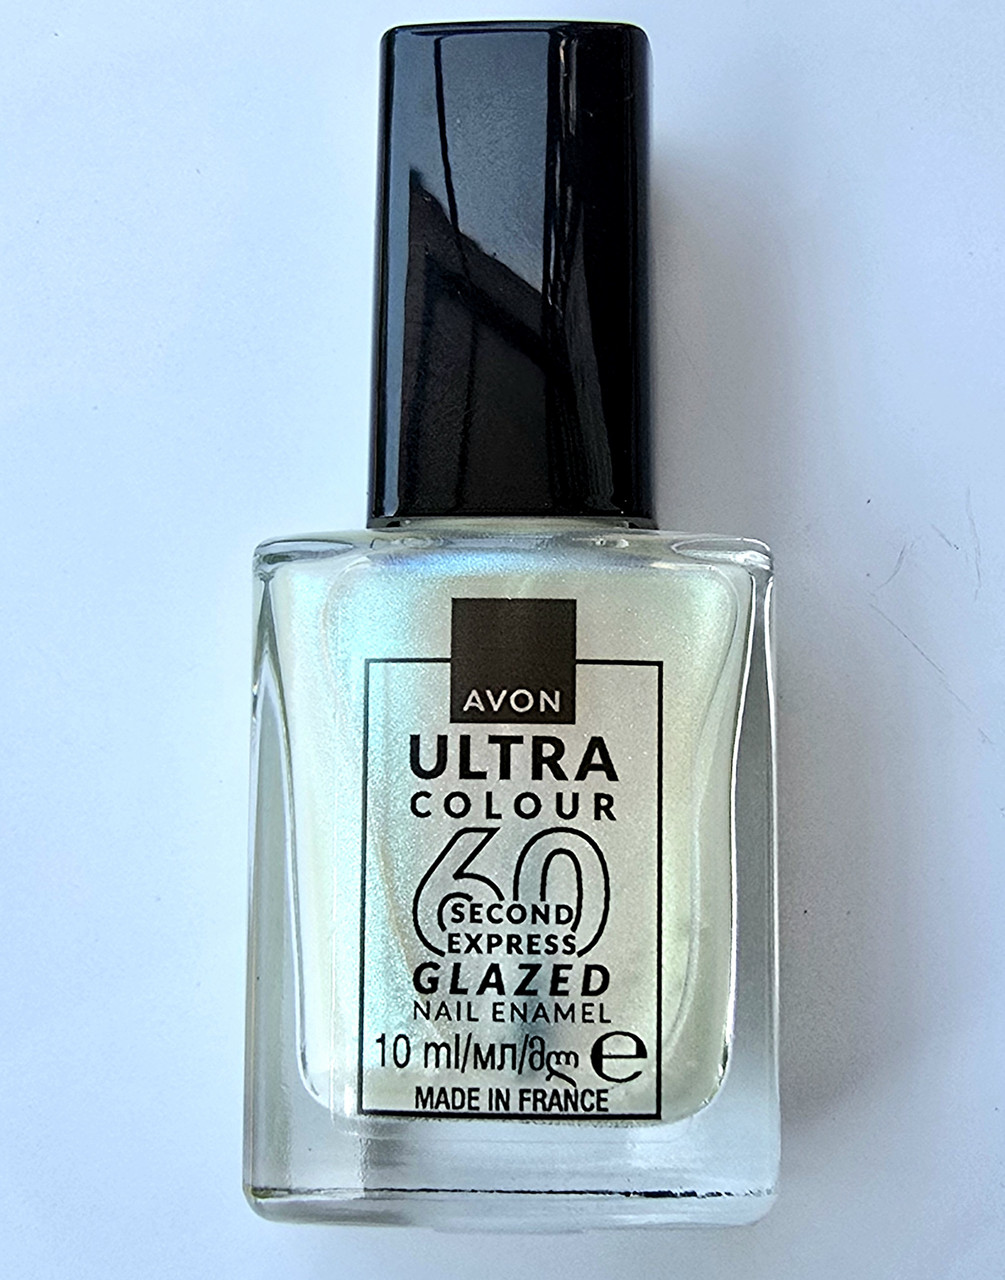 AVON
ULTRA
COLOUR
60
SECOND
EXPRESS
GLAZED
NAIL ENAMEL
10 ml/мл/მლ ℮
MADE IN FRANCE